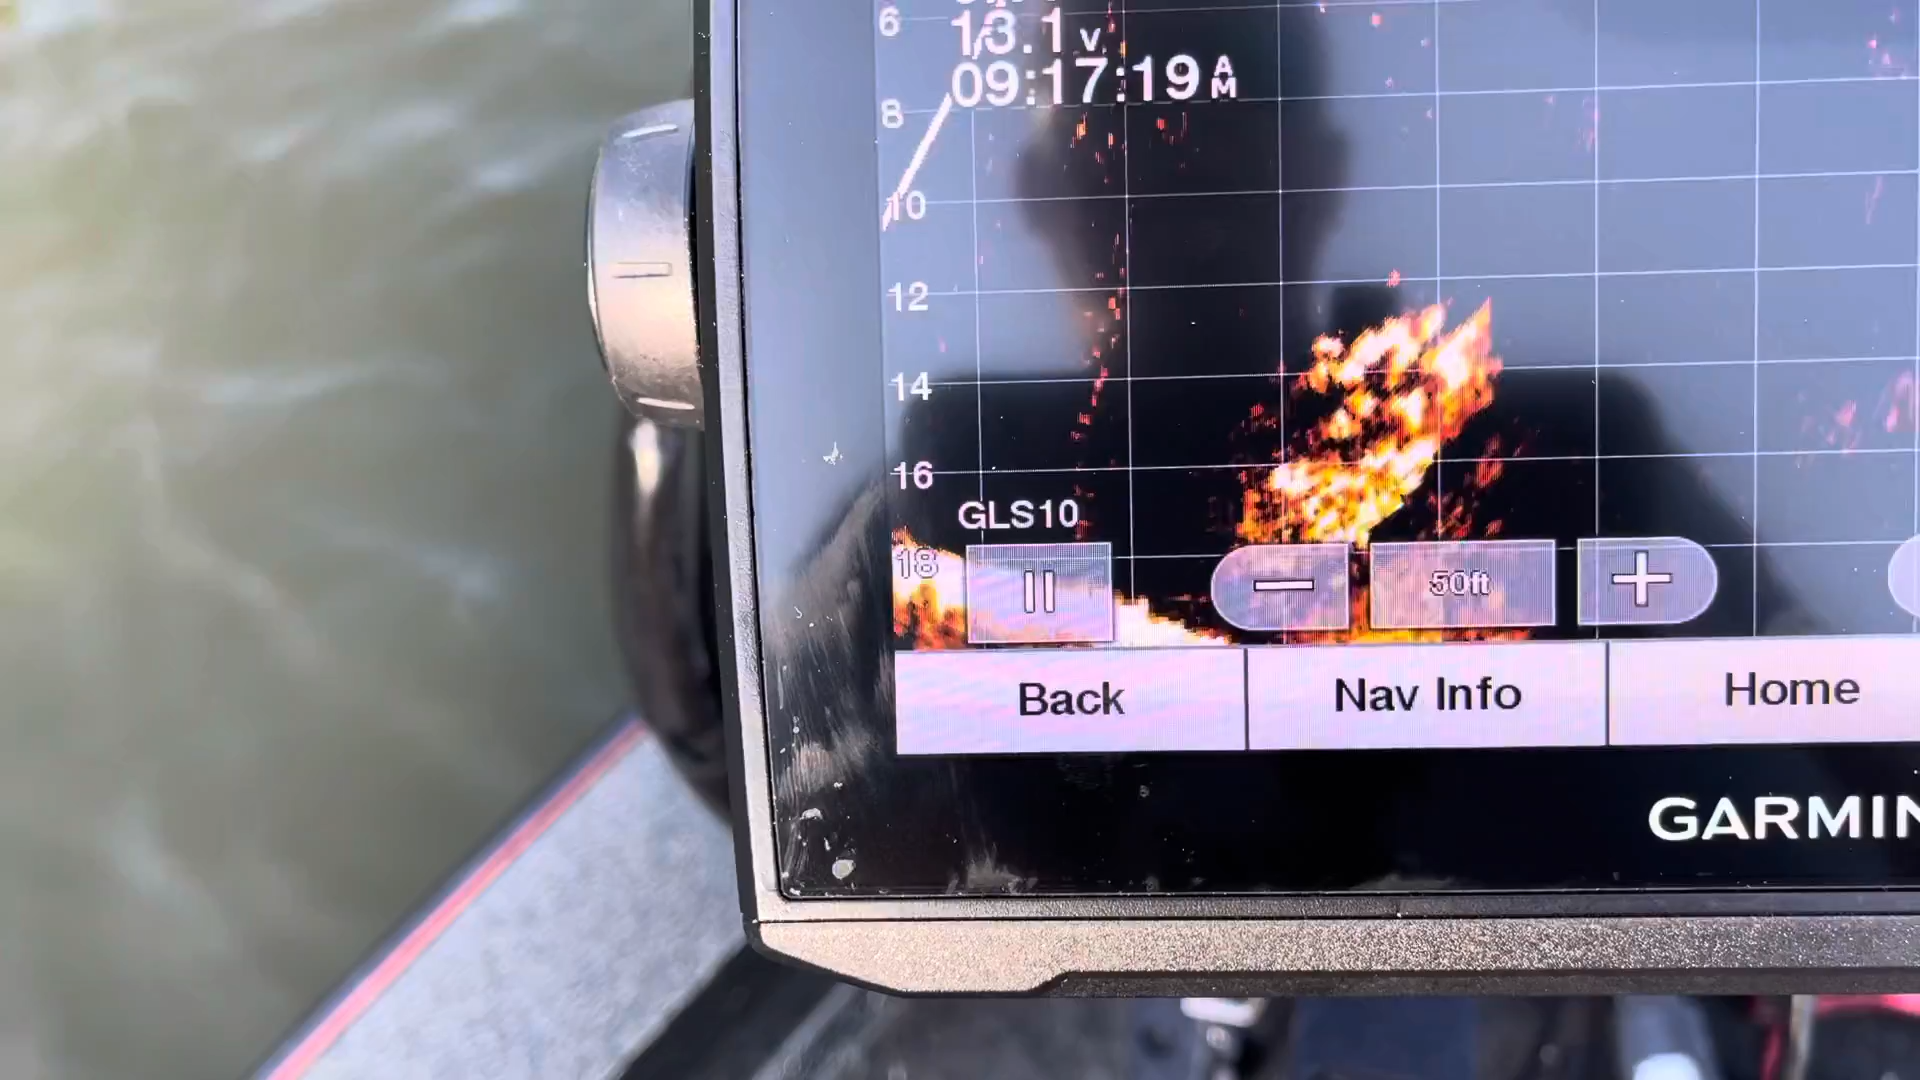 6
13.1 V
09:17:19 AM
8
10
12
14
16
GLS10
18
50ft
Back
Nav Info
Home
GARMIN